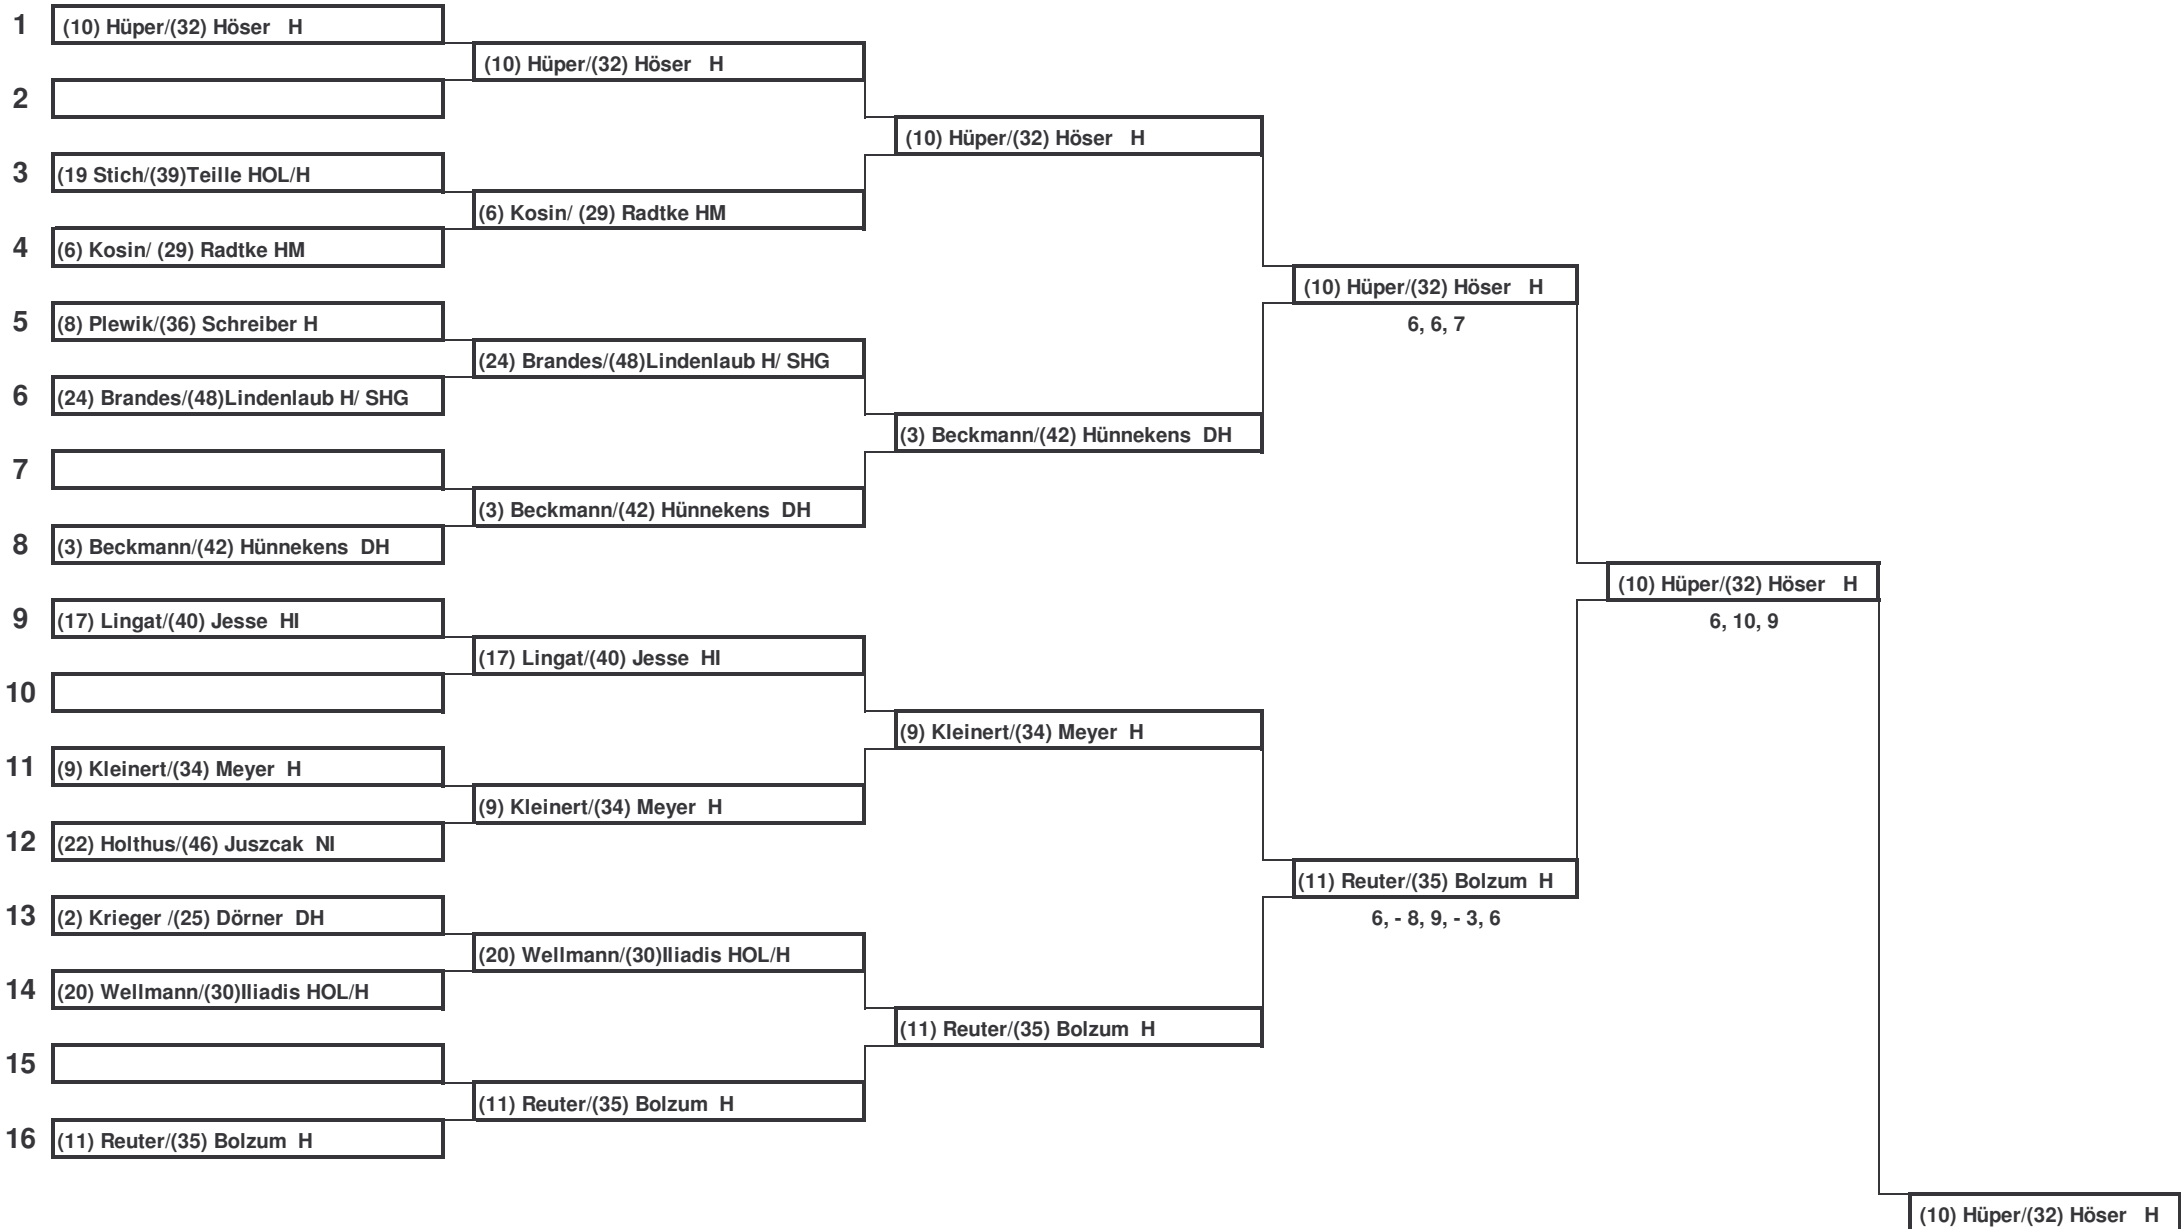 1 (10) Hüper/(32) Höser H
(10) Hüper/(32) Höser H
2
(10) Hüper/(32) Höser H
3 (19 Stich/(39)Teille HOL/H
(6) Kosin/ (29) Radtke HM
4 (6) Kosin/ (29) Radtke HM
(10) Hüper/(32) Höser H
5 (8) Plewik/(36) Schreiber H
6, 6, 7
(24) Brandes/(48)Lindenlaub H/ SHG
6 (24) Brandes/(48)Lindenlaub H/ SHG
(3) Beckmann/(42) Hünnekens DH
7
(3) Beckmann/(42) Hünnekens DH
8 (3) Beckmann/(42) Hünnekens DH
(10) Hüper/(32) Höser H
9 (17) Lingat/(40) Jesse HI
6, 10, 9
(17) Lingat/(40) Jesse HI
10
(9) Kleinert/(34) Meyer H
11 (9) Kleinert/(34) Meyer H
(9) Kleinert/(34) Meyer H
12 (22) Holthus/(46) Juszcak NI
(11) Reuter/(35) Bolzum H
13 (2) Krieger /(25) Dörner DH
6, - 8, 9, - 3, 6
(20) Wellmann/(30)Iliadis HOL/H
14 (20) Wellmann/(30)Iliadis HOL/H
(11) Reuter/(35) Bolzum H
15
(11) Reuter/(35) Bolzum H
16 (11) Reuter/(35) Bolzum H
(10) Hüper/(32) Höser H